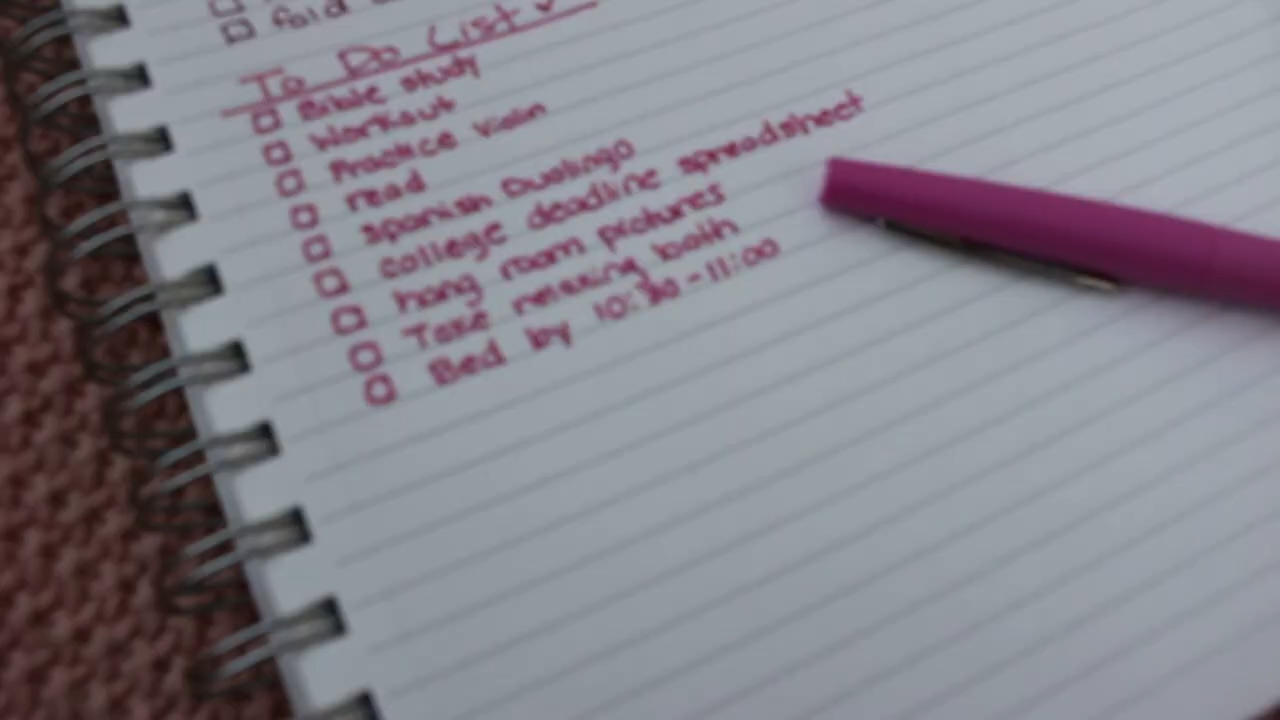 fold
To Do List ✓
Bible study
Workout
Practice Violin
read
spanish Duolingo
college deadline spreadsheet
hang room pictures
Take relaxing bath
Bed by 10:30-11:00